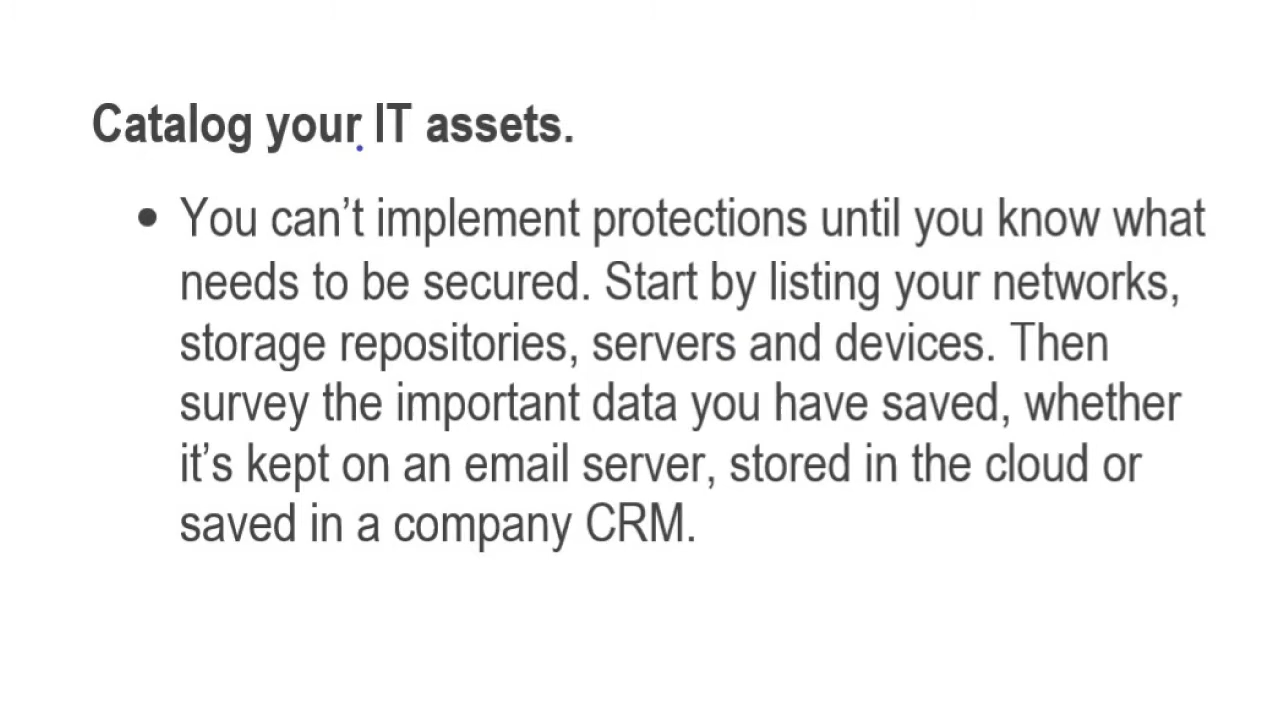 Catalog your IT assets.
● You can’t implement protections until you know what
needs to be secured. Start by listing your networks,
storage repositories, servers and devices. Then
survey the important data you have saved, whether
it’s kept on an email server, stored in the cloud or
saved in a company CRM.